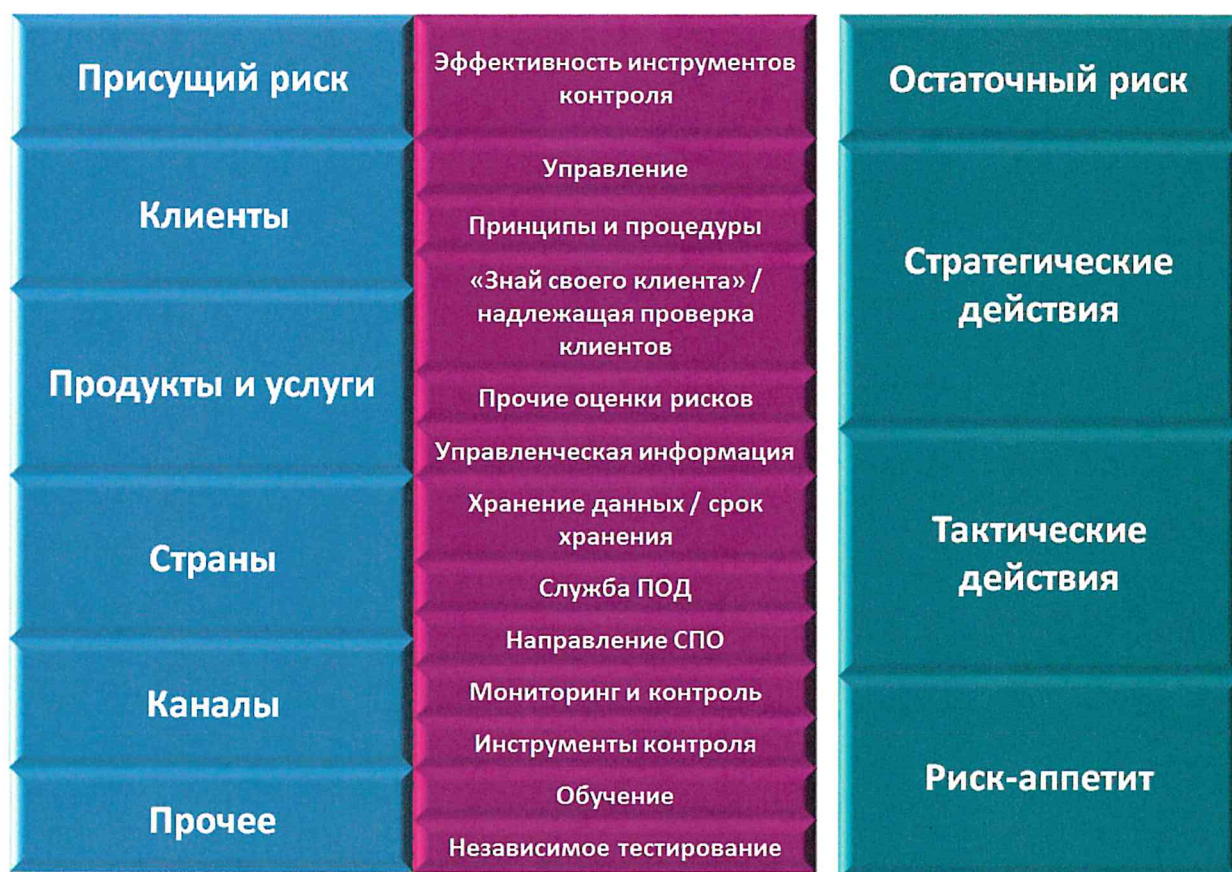 Присущий риск
Клиенты
Продукты и услуги
Страны
Каналы
Прочее
Эффективность инструментов
контроля
Управление
Принципы и процедуры
«Знай своего клиента» /
надлежащая проверка
клиентов
Прочие оценки рисков
Управленческая информация
Хранение данных / срок
хранения
Служба ПОД
Направление СПО
Мониторинг и контроль
Инструменты контроля
Обучение
Независимое тестирование
Остаточный риск
Стратегические
действия
Тактические
действия
Риск-аппетит